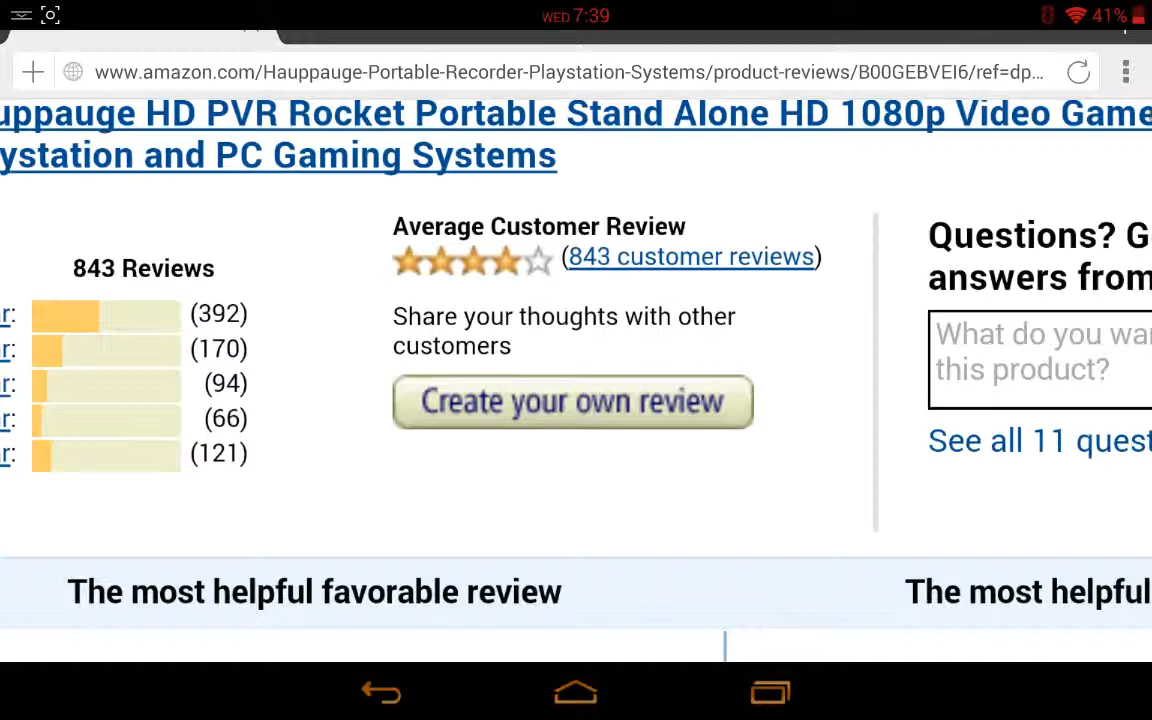 WED 7:39
41%
www.amazon.com/Hauppauge-Portable-Recorder-Playstation-Systems/product-reviews/B00GEBVEI6/ref=dp...
uppauge HD PVR Rocket Portable Stand Alone HD 1080p Video Game
ystation and PC Gaming Systems
843 Reviews
r: (392)
r: (170)
r: (94)
r: (66)
r: (121)
Average Customer Review
(843 customer reviews)
Share your thoughts with other
customers
Create your own review
Questions? G
answers from
What do you wa
this product?
See all 11 quest
The most helpful favorable review
The most helpful